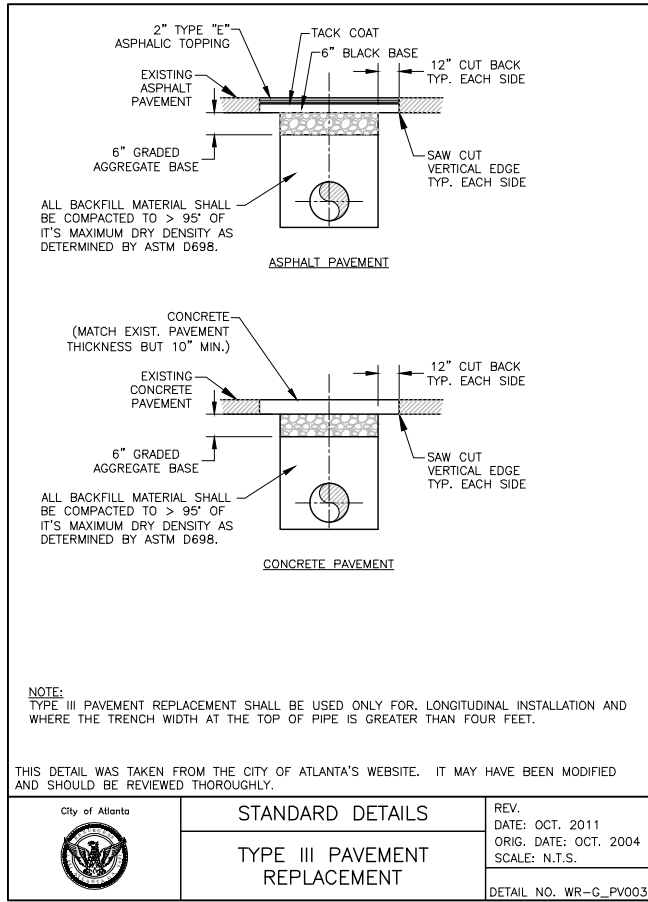 2" TYPE "E"
ASPHALIC TOPPING
TACK COAT
6" BLACK BASE
12" CUT BACK
TYP. EACH SIDE
EXISTING
ASPHALT
PAVEMENT
6" GRADED
AGGREGATE BASE
SAW CUT
VERTICAL EDGE
TYP. EACH SIDE
ALL BACKFILL MATERIAL SHALL
BE COMPACTED TO > 95° OF
IT'S MAXIMUM DRY DENSITY AS
DETERMINED BY ASTM D698.
ASPHALT PAVEMENT
CONCRETE
(MATCH EXIST. PAVEMENT
THICKNESS BUT 10" MIN.)
12" CUT BACK
TYP. EACH SIDE
EXISTING
CONCRETE
PAVEMENT
6" GRADED
AGGREGATE BASE
SAW CUT
VERTICAL EDGE
TYP. EACH SIDE
ALL BACKFILL MATERIAL SHALL
BE COMPACTED TO > 95° OF
IT'S MAXIMUM DRY DENSITY AS
DETERMINED BY ASTM D698.
CONCRETE PAVEMENT
NOTE:
TYPE III PAVEMENT REPLACEMENT SHALL BE USED ONLY FOR. LONGITUDINAL INSTALLATION AND
WHERE THE TRENCH WIDTH AT THE TOP OF PIPE IS GREATER THAN FOUR FEET.
THIS DETAIL WAS TAKEN FROM THE CITY OF ATLANTA'S WEBSITE. IT MAY HAVE BEEN MODIFIED
AND SHOULD BE REVIEWED THOROUGHLY.
City of Atlanta
STANDARD DETAILS
TYPE III PAVEMENT
REPLACEMENT
REV.
DATE: OCT. 2011
ORIG. DATE: OCT. 2004
SCALE: N.T.S.
DETAIL NO. WR-G_PV003